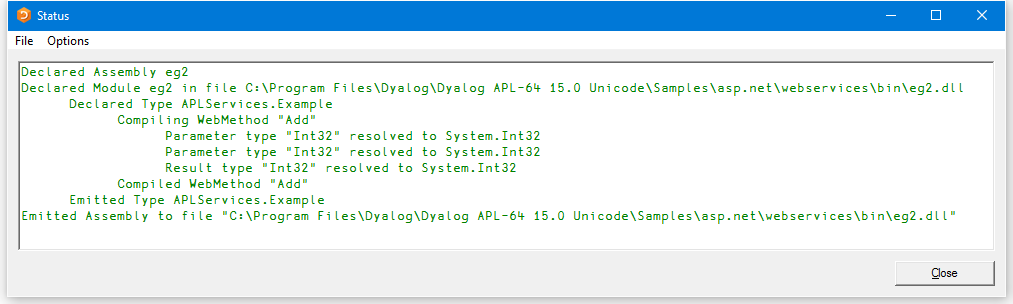 Status
File Options
Declared Assembly eg2
Declared Module eg2 in file C:\Program Files\Dyalog\Dyalog APL-64 15.0 Unicode\Samples\asp.net\webservices\bin\eg2.dll
Declared Type APLServices.Example
Compiling WebMethod "Add"
Parameter type "Int32" resolved to System.Int32
Parameter type "Int32" resolved to System.Int32
Result type "Int32" resolved to System.Int32
Compiled WebMethod "Add"
Emitted Type APLServices.Example
Emitted Assembly to file "C:\Program Files\Dyalog\Dyalog APL-64 15.0 Unicode\Samples\asp.net\webservices\bin\eg2.dll"
Close